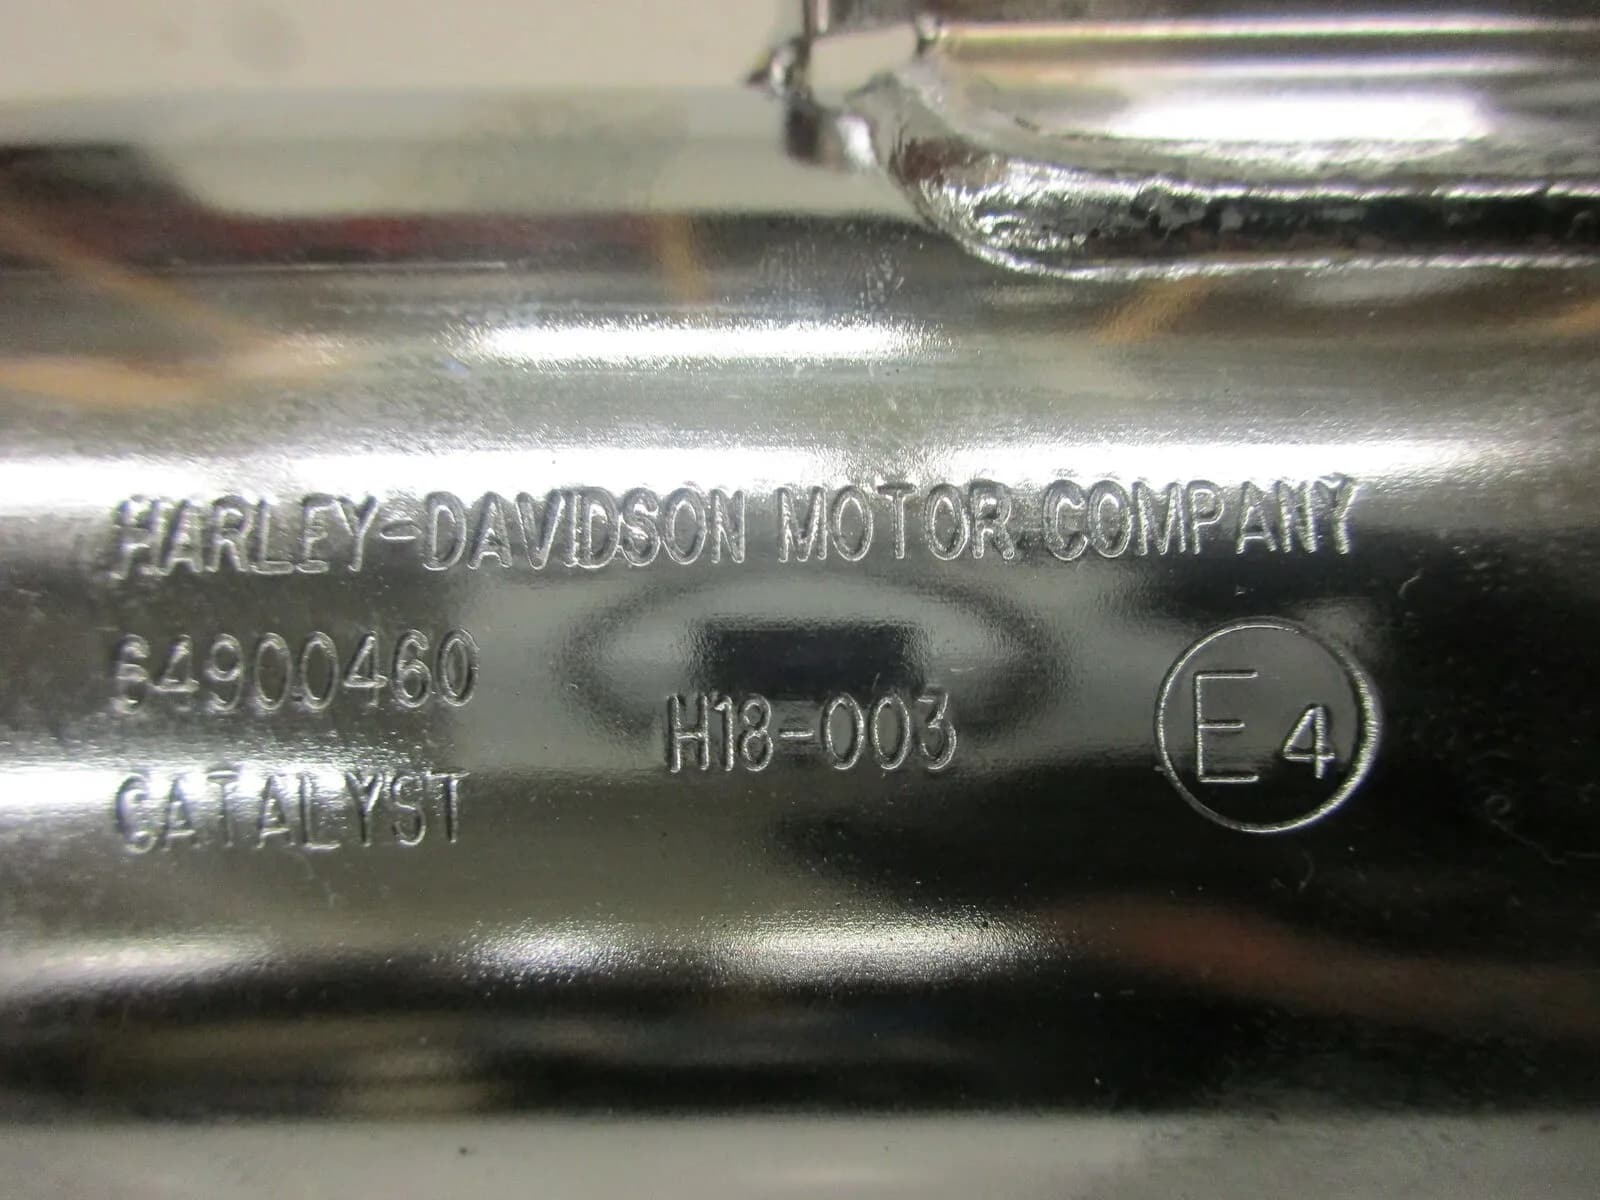 HARLEY-DAVIDSON MOTOR COMPANY
64900460
H18-003
E4
CATALYST